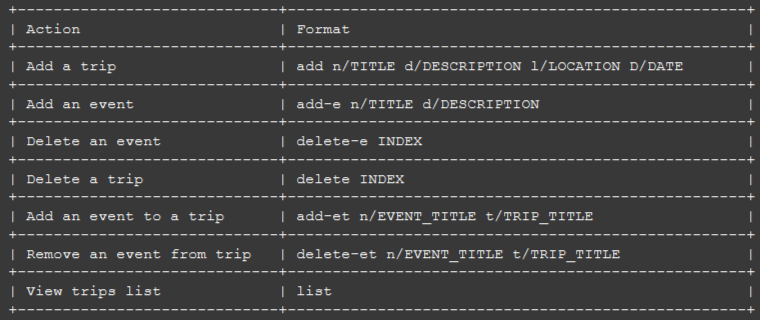 +------------------------------+---------------------------------------------------+
| Action                       | Format                                            |
+------------------------------+---------------------------------------------------+
| Add a trip                   | add n/TITLE d/DESCRIPTION l/LOCATION D/DATE       |
+------------------------------+---------------------------------------------------+
| Add an event                 | add-e n/TITLE d/DESCRIPTION                       |
+------------------------------+---------------------------------------------------+
| Delete an event              | delete-e INDEX                                    |
+------------------------------+---------------------------------------------------+
| Delete a trip                | delete INDEX                                      |
+------------------------------+---------------------------------------------------+
| Add an event to a trip       | add-et n/EVENT_TITLE t/TRIP_TITLE                 |
+------------------------------+---------------------------------------------------+
| Remove an event from trip    | delete-et n/EVENT_TITLE t/TRIP_TITLE              |
+------------------------------+---------------------------------------------------+
| View trips list              | list                                              |
+------------------------------+---------------------------------------------------+